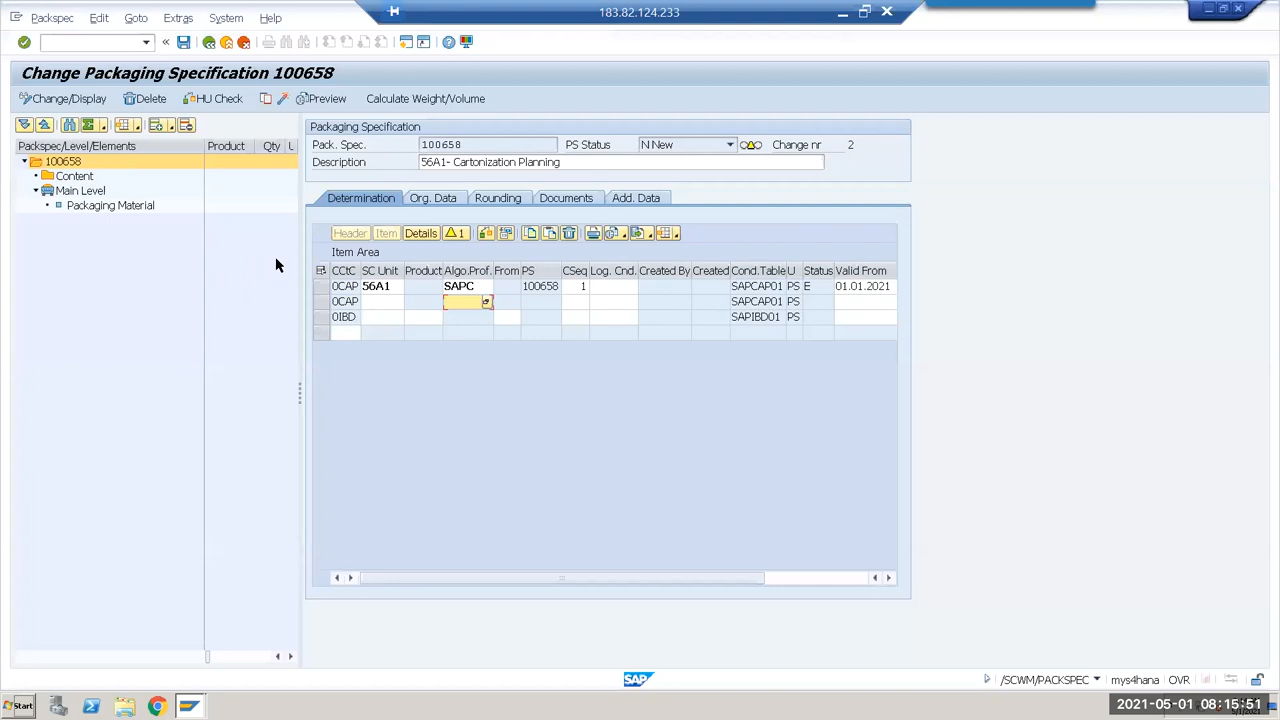 183.82.124.233
Packspec Edit Goto Extras System Help
Change Packaging Specification 100658
Change/Display Delete HU Check Preview Calculate Weight/Volume
Packspec/Level/Elements Product Qty U
100658
Content
Main Level
Packaging Material
Packaging Specification
Pack. Spec. 100658 PS Status N New Change nr 2
Description 56A1- Cartonization Planning
Determination Org. Data Rounding Documents Add. Data
Header Item Details 1
Item Area
CCtC SC Unit Product Algo.Prof. From PS CSeq Log. Cnd. Created By Created Cond.Table U Status Valid From
0CAP 56A1 SAPC 100658 1 SAPCAP01 PS E 01.01.2021
0CAP SAPCAP01 PS
0IBD SAPIBD01 PS
SAP
/SCWM/PACKSPEC mys4hana OVR
Start
2021-05-01 08:15:51